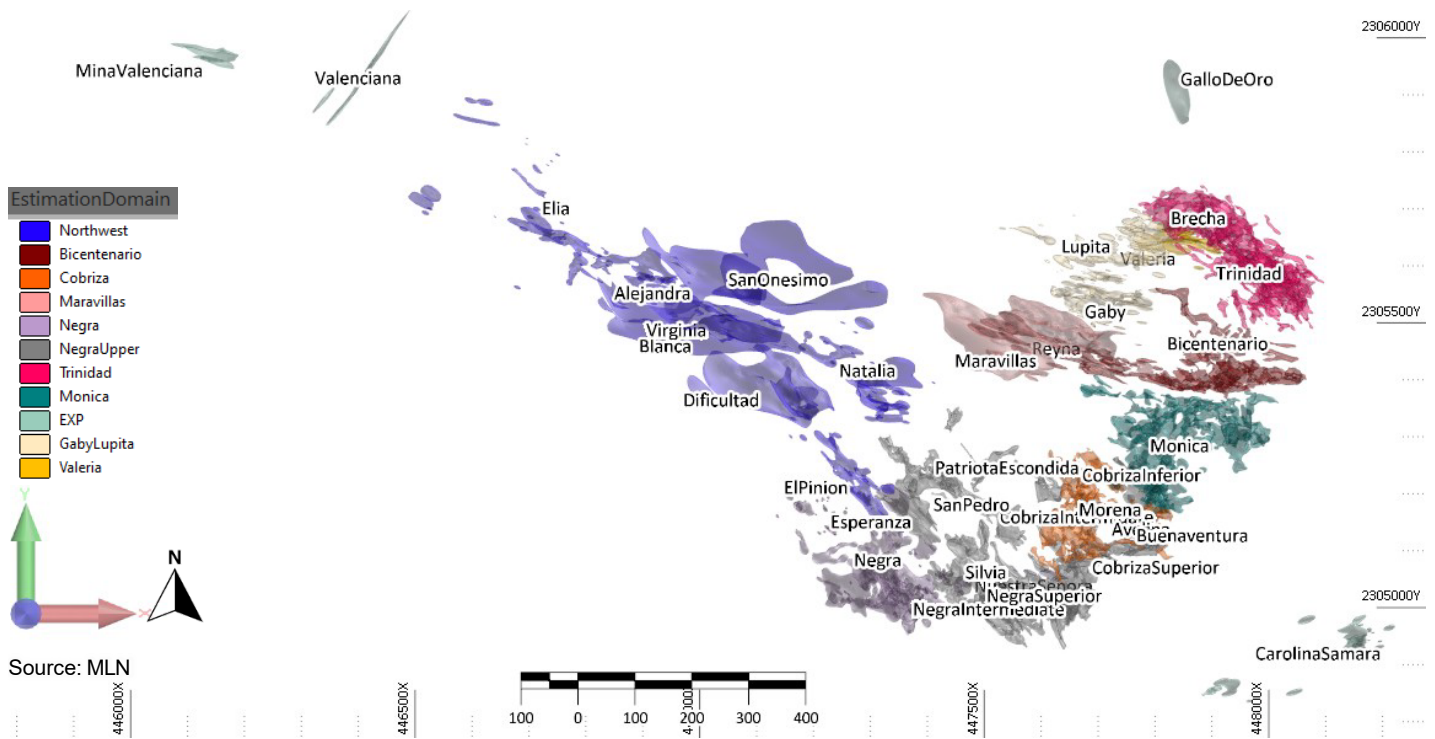 2306000Y
MinaValenciana
Valenciana
GalloDeOro
EstimationDomain
Northwest
Bicentenario
Cobriza
Maravillas
Negra
NegraUpper
Trinidad
Monica
EXP
GabyLupita
Valeria
Elia
Brecha
Lupita
Valeria
Trinidad
SanOnesimo
Alejandra
Gaby
2305500Y
Virginia
Blanca
Bicentenario
Reyna
Maravillas
Natalia
Dificultad
Monica
PatriotaEscondida
CobrizaInferior
ElPinion
SanPedro
Morena
Esperanza
Buenaventura
Negra
CobrizaSuperior
Silvia
NegraSuperior
NegraIntermediate
2305000Y
Y
X
N
CarolinaSamara
Source: MLN
100 0 100 200 300 400
446000X
446500X
447500X
448000X